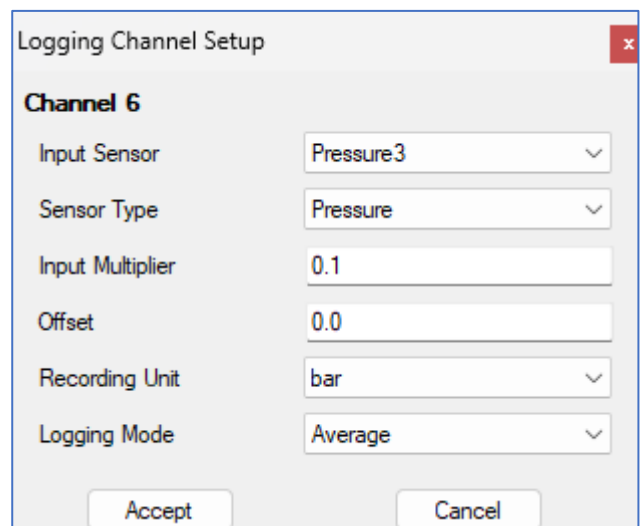 Logging Channel Setup x
Channel 6
Input Sensor Pressure3
Sensor Type Pressure
Input Multiplier 0.1
Offset 0.0
Recording Unit bar
Logging Mode Average
Accept Cancel